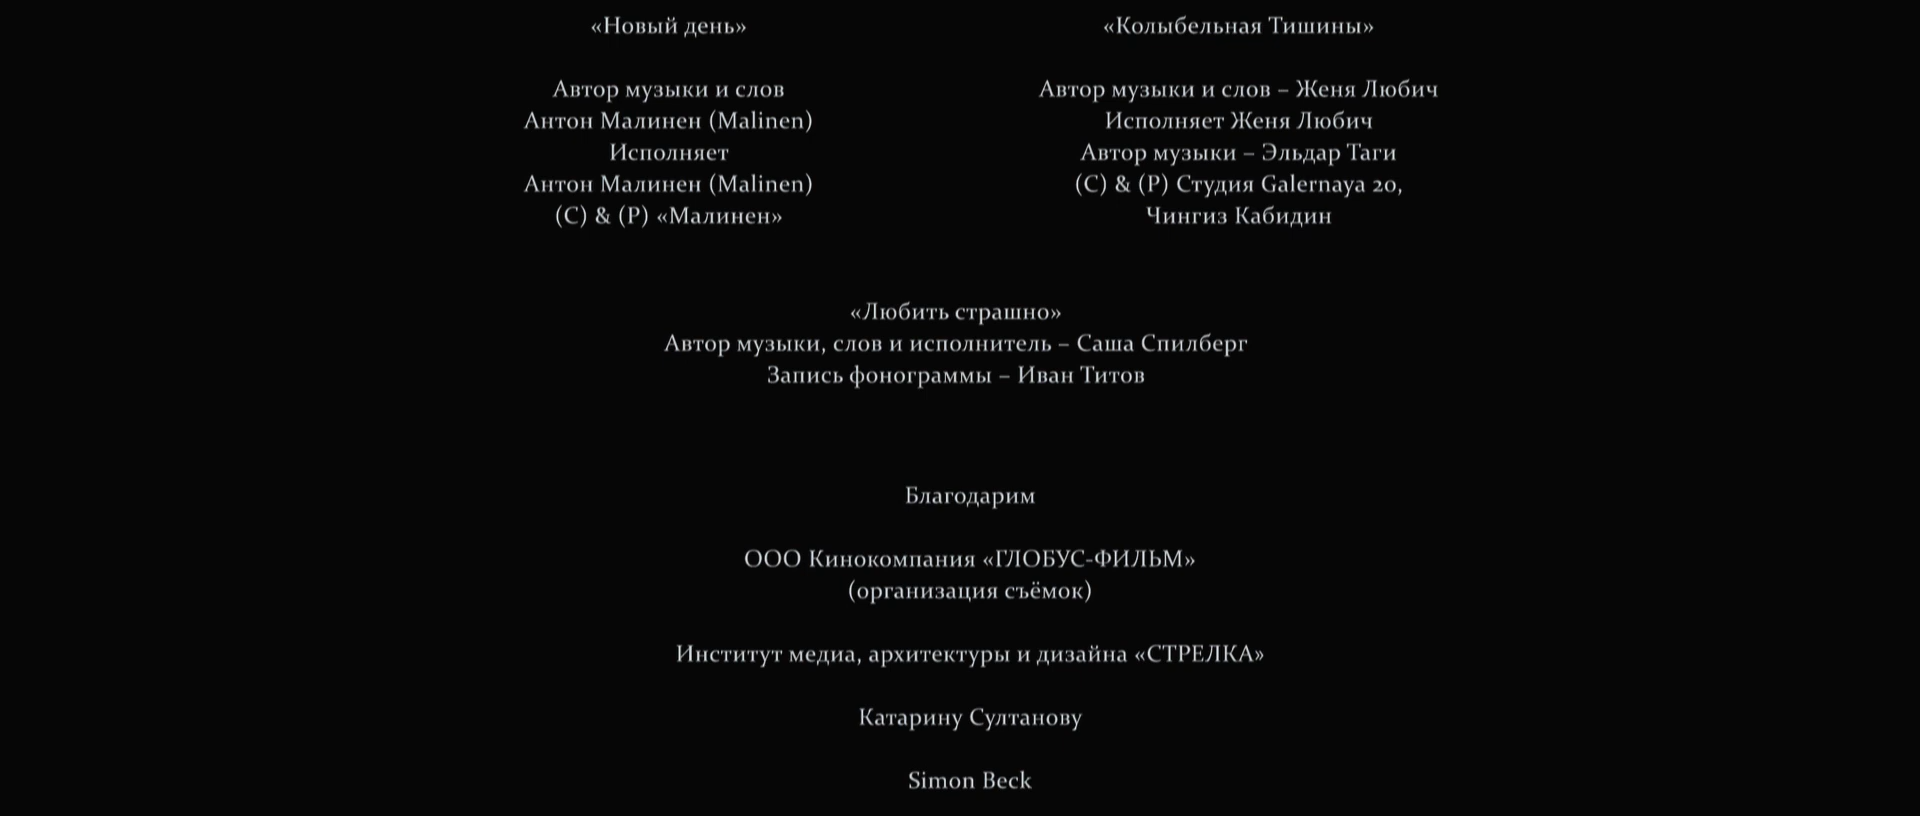 «Новый день»
Автор музыки и слов
Антон Малинен (Malinen)
Исполняет
Антон Малинен (Malinen)
(С) & (Р) «Малинен»
«Колыбельная Тишины»
Автор музыки и слов – Женя Любич
Исполняет Женя Любич
Автор музыки – Эльдар Таги
(С) & (Р) Студия Galernaya 20,
Чингиз Кабидин
«Любить страшно»
Автор музыки, слов и исполнитель – Саша Спилберг
Запись фонограммы – Иван Титов
Благодарим
ООО Кинокомпания «ГЛОБУС-ФИЛЬМ»
(организация съёмок)
Институт медиа, архитектуры и дизайна «СТРЕЛКА»
Катарину Султанову
Simon Beck